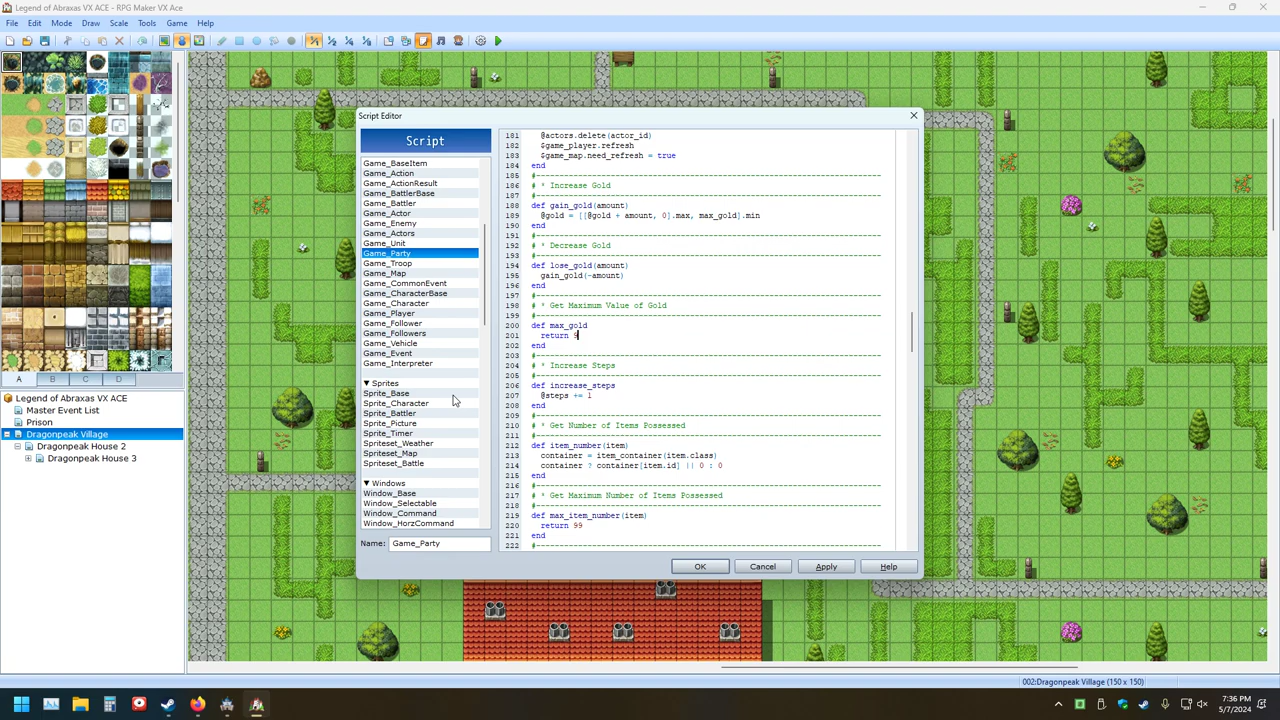 Legend of Abraxas VX ACE - RPG Maker VX Ace
File Edit Mode Draw Scale Tools Game Help
Script Editor
Script
Game_BaseItem
Game_Action
Game_ActionResult
Game_BattlerBase
Game_Battler
Game_Actor
Game_Enemy
Game_Actors
Game_Unit
Game_Party
Game_Troop
Game_Map
Game_CommonEvent
Game_CharacterBase
Game_Character
Game_Player
Game_Follower
Game_Followers
Game_Vehicle
Game_Event
Game_Interpreter
▼ Sprites
Sprite_Base
Sprite_Character
Sprite_Battler
Sprite_Picture
Sprite_Timer
Spriteset_Weather
Spriteset_Map
Spriteset_Battle
▼ Windows
Window_Base
Window_Selectable
Window_Command
Window_HorzCommand
Name: Game_Party
181 @actors.delete(actor_id)
182 $game_player.refresh
183 $game_map.need_refresh = true
184 end
185 #--------------------------------------------------------------------------
186 # * Increase Gold
187 #--------------------------------------------------------------------------
188 def gain_gold(amount)
189 @gold = [[@gold + amount, 0].max, max_gold].min
190 end
191 #--------------------------------------------------------------------------
192 # * Decrease Gold
193 #--------------------------------------------------------------------------
194 def lose_gold(amount)
195 gain_gold(-amount)
196 end
197 #--------------------------------------------------------------------------
198 # * Get Maximum Value of Gold
199 #--------------------------------------------------------------------------
200 def max_gold
201 return 9
202 end
203 #--------------------------------------------------------------------------
204 # * Increase Steps
205 #--------------------------------------------------------------------------
206 def increase_steps
207 @steps += 1
208 end
209 #--------------------------------------------------------------------------
210 # * Get Number of Items Possessed
211 #--------------------------------------------------------------------------
212 def item_number(item)
213 container = item_container(item.class)
214 container ? container[item.id] || 0 : 0
215 end
216 #--------------------------------------------------------------------------
217 # * Get Maximum Number of Items Possessed
218 #--------------------------------------------------------------------------
219 def max_item_number(item)
220 return 99
221 end
222 #--------------------------------------------------------------------------
OK Cancel Apply Help
A B C D
Legend of Abraxas VX ACE
Master Event List
Prison
Dragonpeak Village
Dragonpeak House 2
Dragonpeak House 3
002:Dragonpeak Village (150 x 150)
7:36 PM
5/7/2024